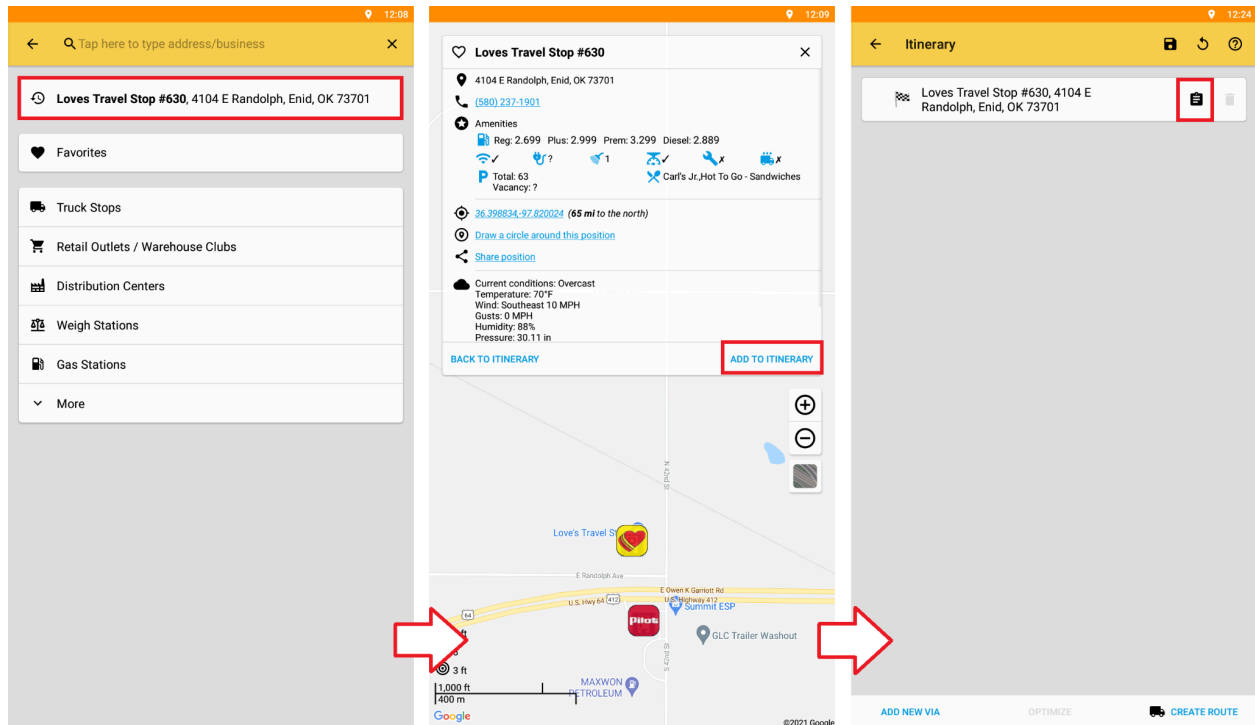 12:08
Tap here to type address/business
Loves Travel Stop #630, 4104 E Randolph, Enid, OK 73701
Favorites
Truck Stops
Retail Outlets / Warehouse Clubs
Distribution Centers
Weigh Stations
Gas Stations
More
12:09
Loves Travel Stop #630
4104 E Randolph, Enid, OK 73701
(580) 237-1901
Amenities
Reg: 2.699 Plus: 2.999 Prem: 3.299 Diesel: 2.889
✓ ? 1 ✓ ✗ ✗
P Total: 63
Vacancy: ?
Carl's Jr.,Hot To Go - Sandwiches
36.398834,-97.820024 (65 mi to the north)
Draw a circle around this position
Share position
Current conditions: Overcast
Temperature: 70°F
Wind: Southeast 10 MPH
Gusts: 0 MPH
Humidity: 88%
Pressure: 30.11 in
BACK TO ITINERARY
ADD TO ITINERARY
N 42nd St
Love's Travel S
E Randolph Ave
E Owen K Garriott Rd
U.S. Hwy 64
412
U.S. Highway 412
64
Summit ESP
Pilot
GLC Trailer Washout
S 42nd St
ft
3 ft
1,000 ft
400 m
MAXWON
PETROLEUM
Google
©2021 Google
12:24
Itinerary
Loves Travel Stop #630, 4104 E
Randolph, Enid, OK 73701
ADD NEW VIA
OPTIMIZE
CREATE ROUTE